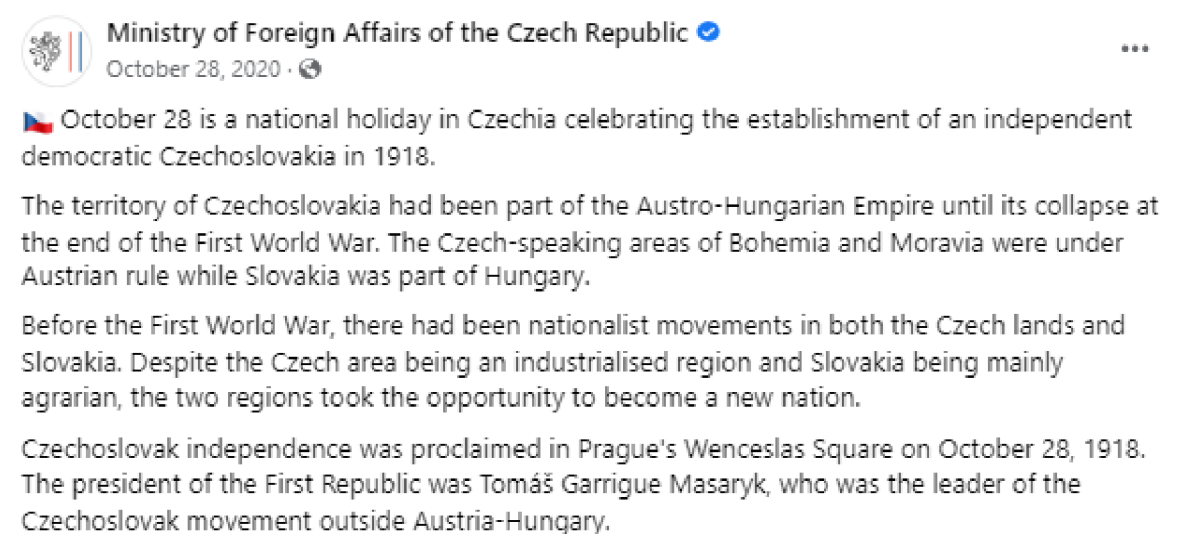 Ministry of Foreign Affairs of the Czech Republic
October 28, 2020 ·
🇨🇿 October 28 is a national holiday in Czechia celebrating the establishment of an independent
democratic Czechoslovakia in 1918.
The territory of Czechoslovakia had been part of the Austro-Hungarian Empire until its collapse at
the end of the First World War. The Czech-speaking areas of Bohemia and Moravia were under
Austrian rule while Slovakia was part of Hungary.
Before the First World War, there had been nationalist movements in both the Czech lands and
Slovakia. Despite the Czech area being an industrialised region and Slovakia being mainly
agrarian, the two regions took the opportunity to become a new nation.
Czechoslovak independence was proclaimed in Prague's Wenceslas Square on October 28, 1918.
The president of the First Republic was Tomáš Garrigue Masaryk, who was the leader of the
Czechoslovak movement outside Austria-Hungary.